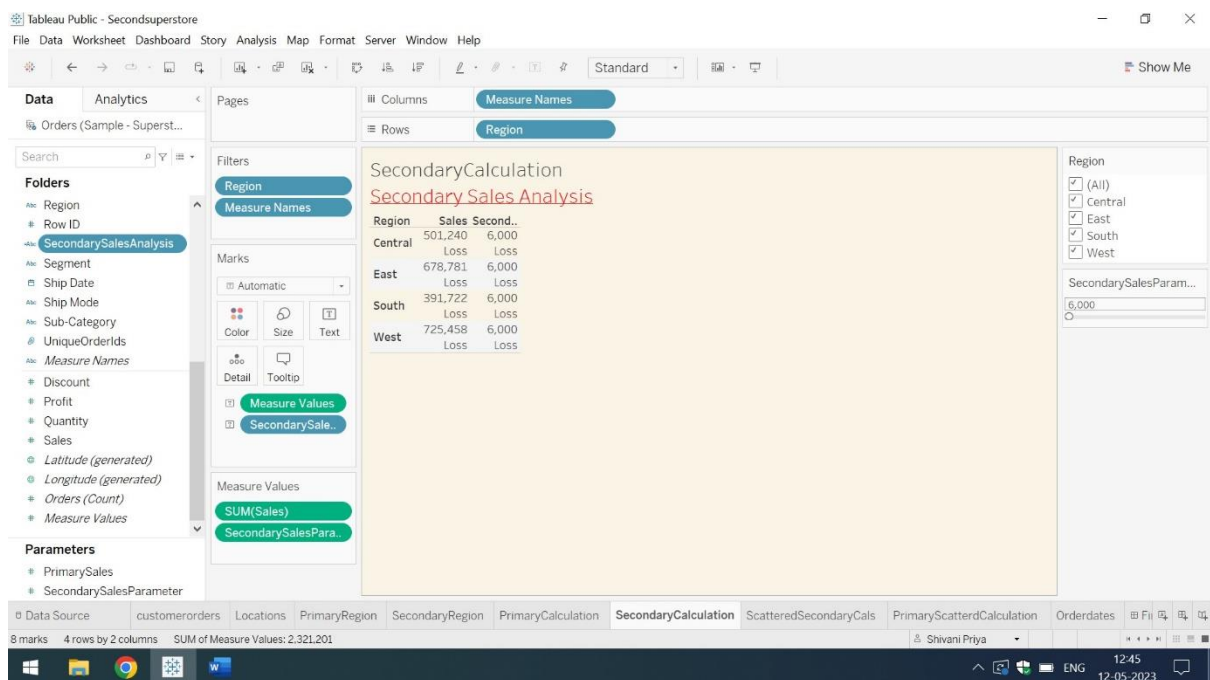 Tableau Public - Secondsuperstore
File Data Worksheet Dashboard Story Analysis Map Format Server Window Help
Standard
Show Me
Data Analytics
Orders (Sample - Superst...
Search
Folders
Abc Region
# Row ID
=Abc SecondarySalesAnalysis
Abc Segment
Ship Date
Abc Ship Mode
Abc Sub-Category
UniqueOrderIds
Abc Measure Names
# Discount
# Profit
# Quantity
# Sales
Latitude (generated)
Longitude (generated)
# Orders (Count)
# Measure Values
Parameters
# PrimarySales
# SecondarySalesParameter
Pages
Filters
Region
Measure Names
Marks
Automatic
Color Size Text
Detail Tooltip
Measure Values
SecondarySale..
Measure Values
SUM(Sales)
SecondarySalesPara..
Columns Measure Names
Rows Region
SecondaryCalculation
Secondary Sales Analysis
Region Sales Second..
Central 501,240 6,000
Loss Loss
East 678,781 6,000
Loss Loss
South 391,722 6,000
Loss Loss
West 725,458 6,000
Loss Loss
Region
(All)
Central
East
South
West
SecondarySalesParam...
6,000
Data Source customerorders Locations PrimaryRegion SecondaryRegion PrimaryCalculation SecondaryCalculation ScatteredSecondaryCals PrimaryScatterdCalculation Orderdates Fii
8 marks 4 rows by 2 columns SUM of Measure Values: 2,321,201 Shivani Priya
ENG 12:45
12-05-2023